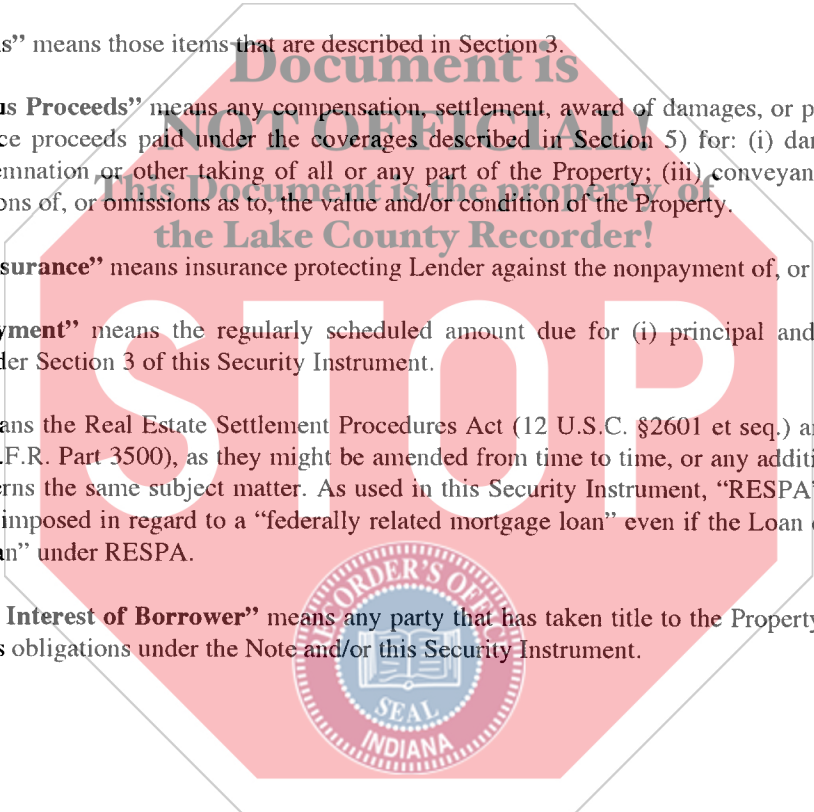 s” means those items that are described in Section 3.
Document is
us Proceeds” means any compensation, settlement, award of damages, or p
NOT OFFICIAL!
ce proceeds paid under the coverages described in Section 5) for: (i) dar
emnation or other taking of all or any part of the Property; (iii) conveyan
This Document is the property of
ons of, or omissions as to, the value and/or condition of the Property.
the Lake County Recorder!
surance” means insurance protecting Lender against the nonpayment of, or
STOP
yment” means the regularly scheduled amount due for (i) principal and
der Section 3 of this Security Instrument.
ans the Real Estate Settlement Procedures Act (12 U.S.C. §2601 et seq.) a
.F.R. Part 3500), as they might be amended from time to time, or any additi
erns the same subject matter. As used in this Security Instrument, “RESPA”
imposed in regard to a “federally related mortgage loan” even if the Loan
an” under RESPA.
RECORDER'S OFFICE
Interest of Borrower” means any party that has taken title to the Property
s obligations under the Note and/or this Security Instrument.
SEAL
INDIANA